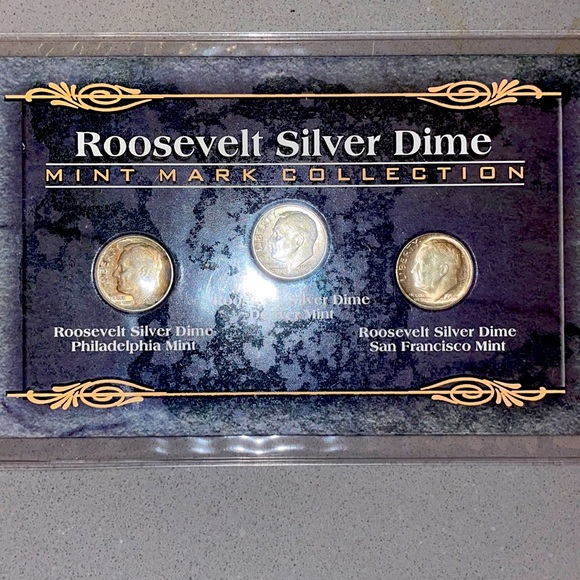 Roosevelt Silver Dime
MINT MARK COLLECTION
Roosevelt Silver Dime
Denver Mint
Roosevelt Silver Dime
Philadelphia Mint
Roosevelt Silver Dime
San Francisco Mint